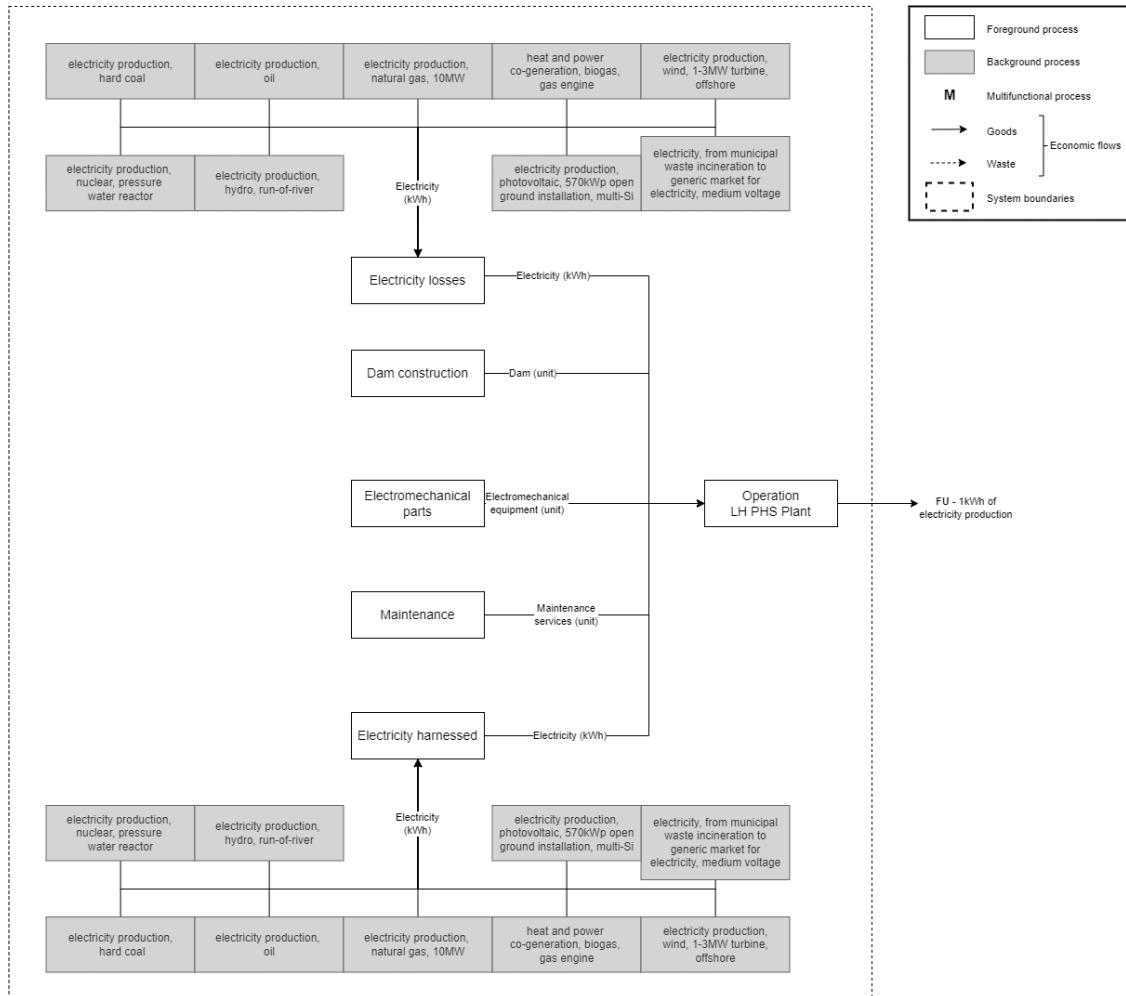 electricity production,
hard coal
electricity production,
oil
electricity production,
natural gas, 10MW
heat and power
co-generation, biogas,
gas engine
electricity production,
wind, 1-3MW turbine,
offshore
electricity production,
nuclear, pressure
water reactor
electricity production,
hydro, run-of-river
Electricity
(kWh)
electricity production,
photovoltaic, 570kWp open
ground installation, multi-Si
electricity, from municipal
waste incineration to
generic market for
electricity, medium voltage
Electricity losses
Electricity (kWh)
Dam construction
Dam (unit)
Electromechanical
parts
Electromechanical
equipment (unit)
Operation
LH PHS Plant
FU - 1kWh of
electricity production
Maintenance
Maintenance
services (unit)
Electricity harnessed
Electricity (kWh)
electricity production,
nuclear, pressure
water reactor
electricity production,
hydro, run-of-river
Electricity
(kWh)
electricity production,
photovoltaic, 570kWp open
ground installation, multi-Si
electricity, from municipal
waste incineration to
generic market for
electricity, medium voltage
electricity production,
hard coal
electricity production,
oil
electricity production,
natural gas, 10MW
heat and power
co-generation, biogas,
gas engine
electricity production,
wind, 1-3MW turbine,
offshore
Foreground process
Background process
M Multifunctional process
Goods
Economic flows
Waste
System boundaries